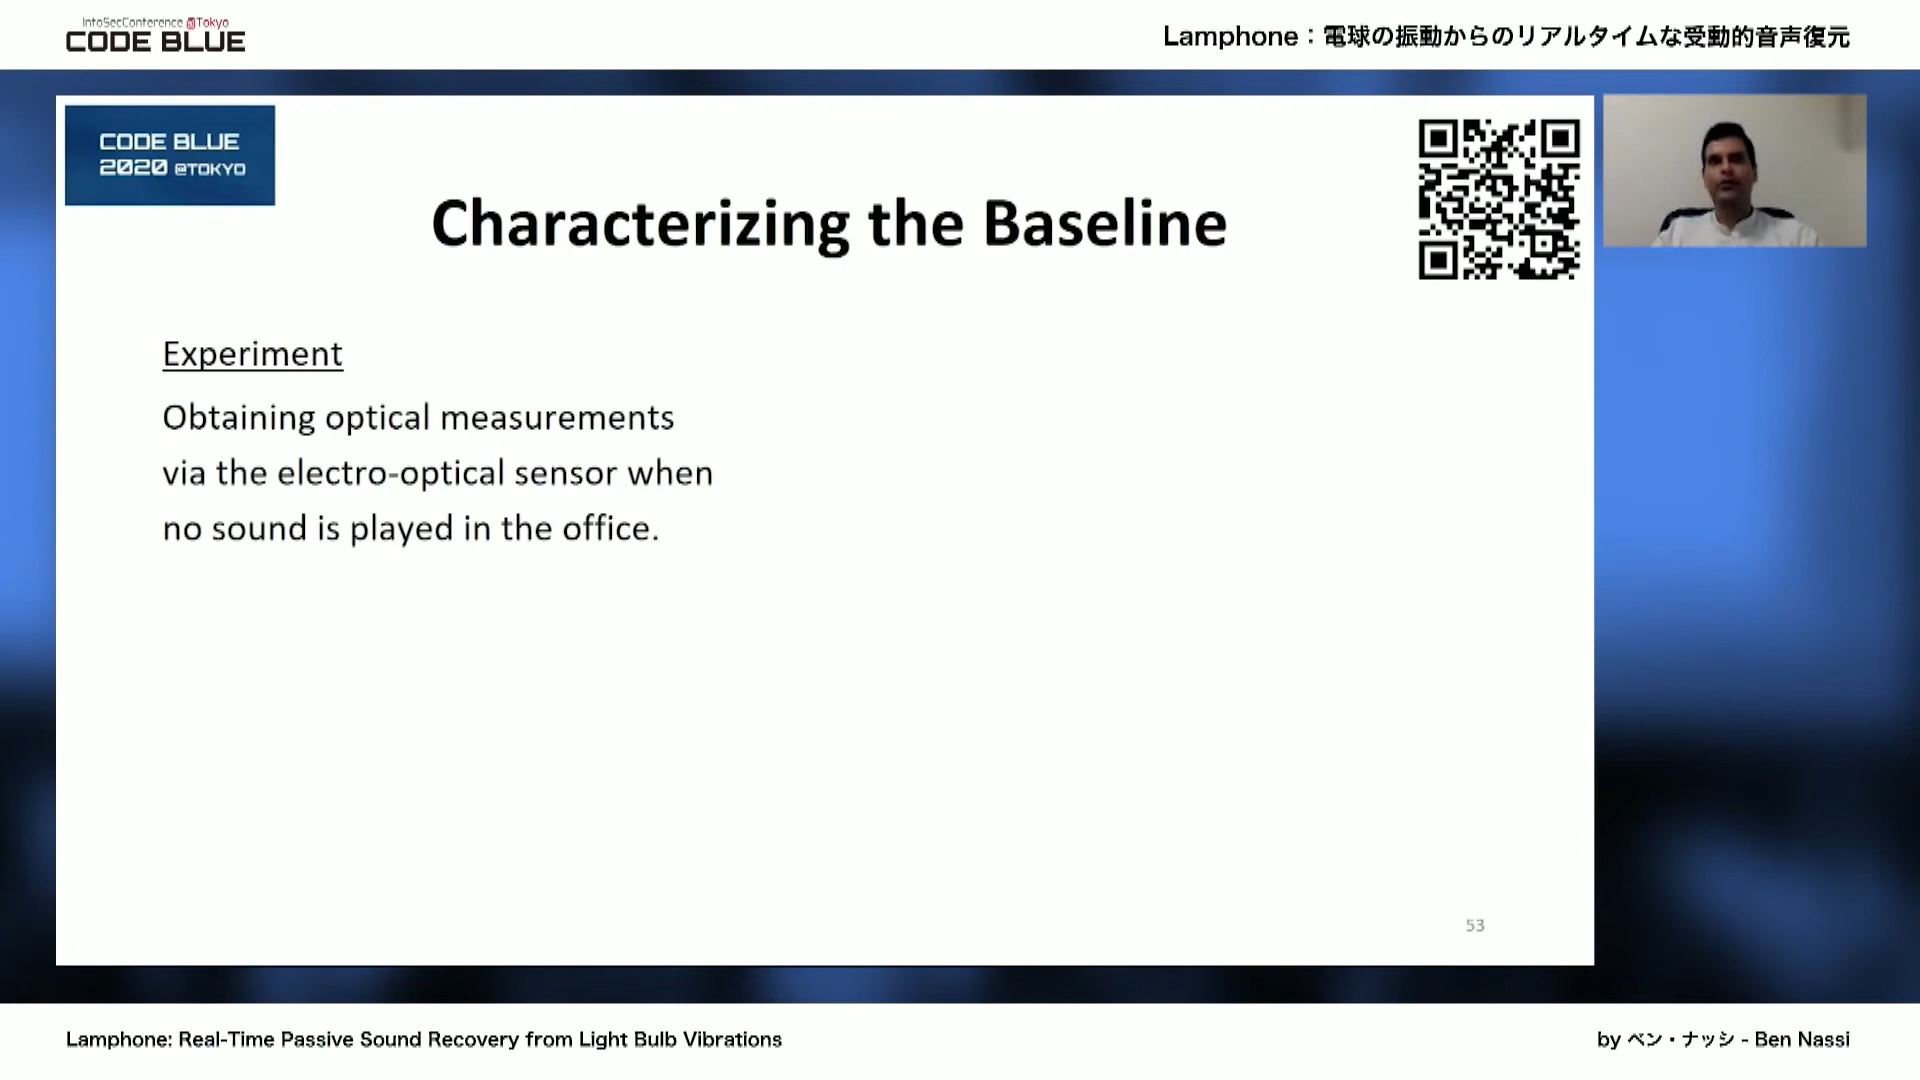 InfoSecConference @Tokyo
CODE BLUE
Lamphone：電球の振動からのリアルタイムな受動的音声復元
CODE BLUE
2020 @TOKYO
Characterizing the Baseline
Experiment
Obtaining optical measurements
via the electro-optical sensor when
no sound is played in the office.
53
Lamphone: Real-Time Passive Sound Recovery from Light Bulb Vibrations
by ベン・ナッシ - Ben Nassi